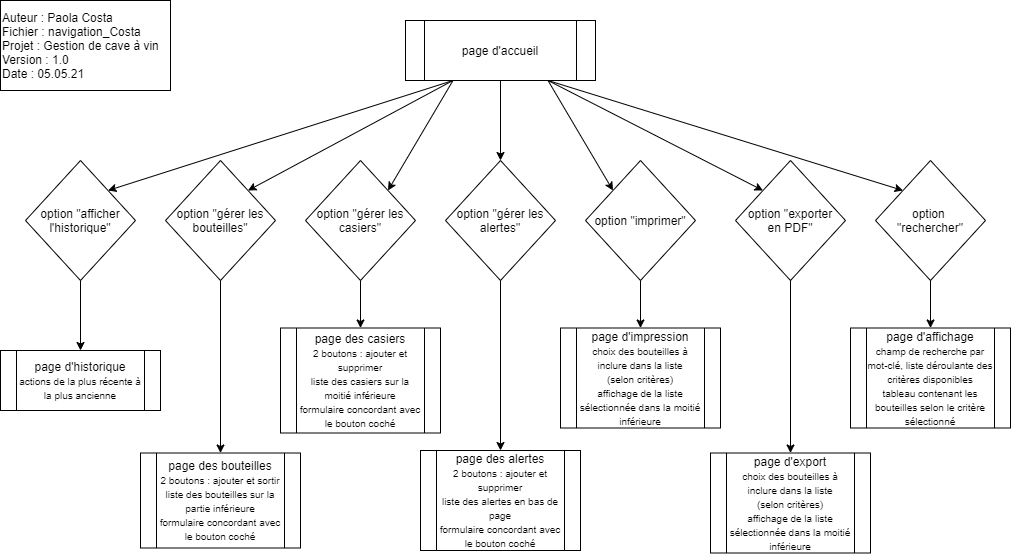 Auteur : Paola Costa
Fichier : navigation_Costa
Projet : Gestion de cave à vin
Version : 1.0
Date : 05.05.21
page d'accueil
option "afficher
l'historique"
option "gérer les
bouteilles"
option "gérer les
casiers"
option "gérer les
alertes"
option "imprimer"
option "exporter
en PDF"
option
"rechercher"
page d'historique
actions de la plus récente à
la plus ancienne
page des casiers
2 boutons : ajouter et
supprimer
liste des casiers sur la
moitié inférieure
formulaire concordant avec
le bouton coché
page d'impression
choix des bouteilles à
inclure dans la liste
(selon critères)
affichage de la liste
sélectionnée dans la moitié
inférieure
page d'affichage
champ de recherche par
mot-clé, liste déroulante des
critères disponibles
tableau contenant les
bouteilles selon le critère
sélectionné
page des bouteilles
2 boutons : ajouter et sortir
liste des bouteilles sur la
partie inférieure
formulaire concordant avec
le bouton coché
page des alertes
2 boutons : ajouter et
supprimer
liste des alertes en bas de
page
formulaire concordant avec
le bouton coché
page d'export
choix des bouteilles à
inclure dans la liste
(selon critères)
affichage de la liste
sélectionnée dans la moitié
inférieure